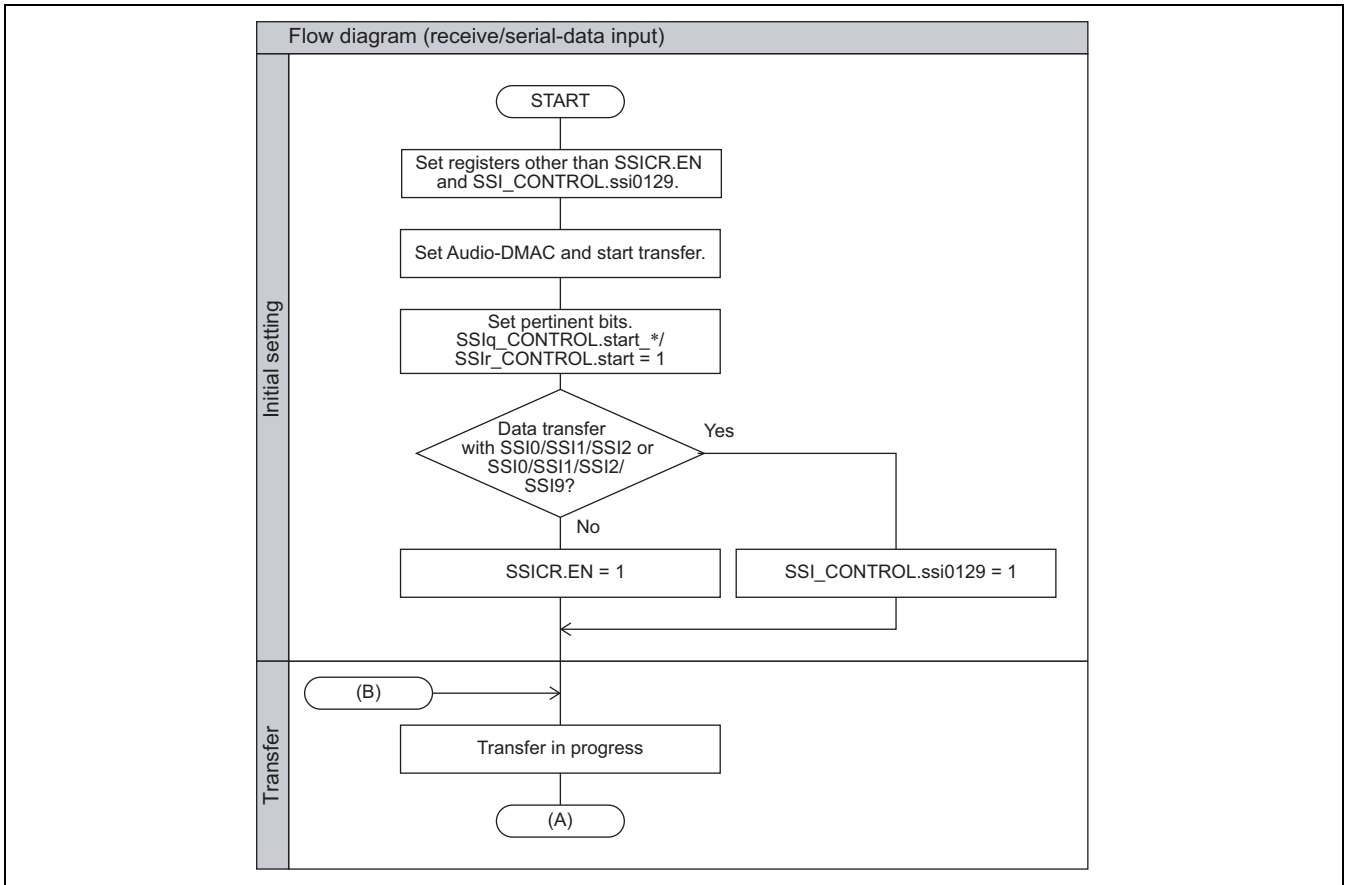 Flow diagram (receive/serial-data input)
Initial setting
START
Set registers other than SSICR.EN
and SSI_CONTROL.ssi0129.
Set Audio-DMAC and start transfer.
Set pertinent bits.
SSIq_CONTROL.start_*/
SSIr_CONTROL.start = 1
Data transfer
with SSI0/SSI1/SSI2 or
SSI0/SSI1/SSI2/
SSI9?
Yes
No
SSICR.EN = 1
SSI_CONTROL.ssi0129 = 1
Transfer
(B)
Transfer in progress
(A)